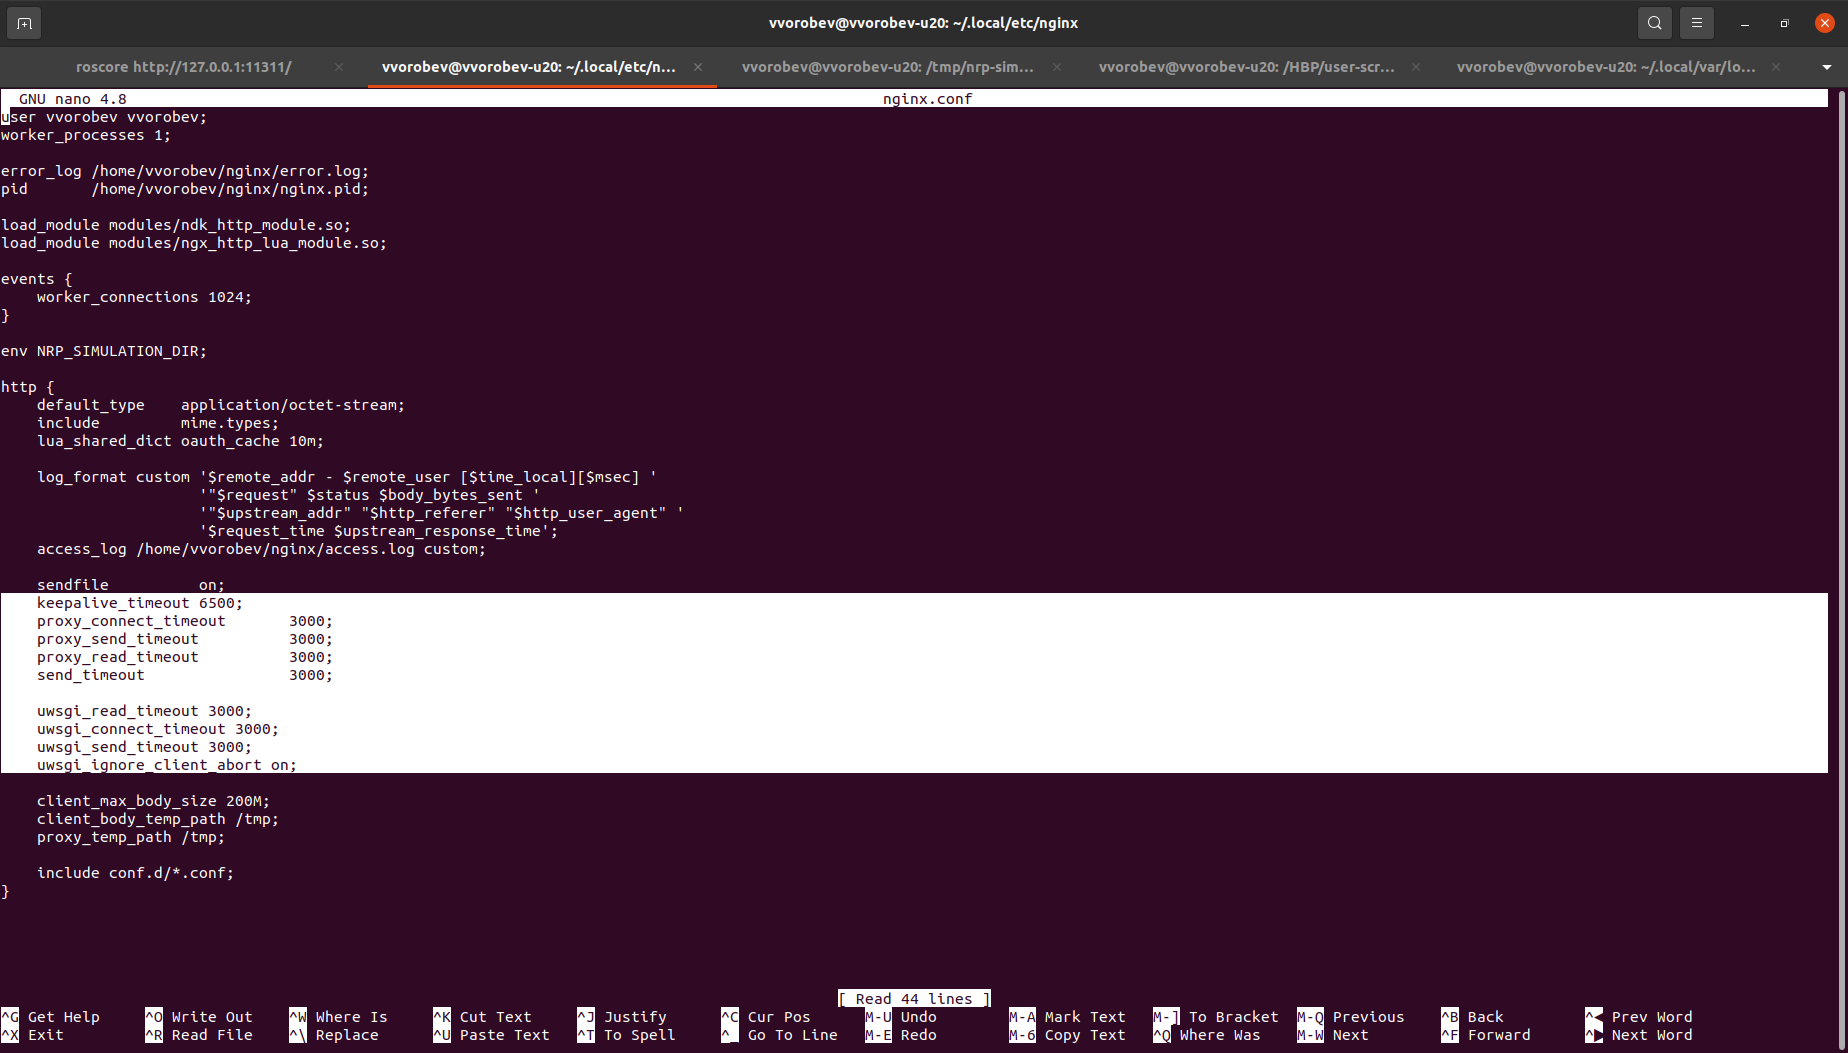 vvorobev@vvorobev-u20: ~/.local/etc/nginx
roscore http://127.0.0.1:11311/ × vvorobev@vvorobev-u20: ~/.local/etc/n... × vvorobev@vvorobev-u20: /tmp/nrp-sim... × vvorobev@vvorobev-u20: /HBP/user-scr... × vvorobev@vvorobev-u20: ~/.local/var/lo... ×
GNU nano 4.8 nginx.conf
user vvorobev vvorobev;
worker_processes 1;
error_log /home/vvorobev/nginx/error.log;
pid       /home/vvorobev/nginx/nginx.pid;
load_module modules/ndk_http_module.so;
load_module modules/ngx_http_lua_module.so;
events {
    worker_connections 1024;
}
env NRP_SIMULATION_DIR;
http {
    default_type    application/octet-stream;
    include         mime.types;
    lua_shared_dict oauth_cache 10m;
    log_format custom '$remote_addr - $remote_user [$time_local][$msec] '
                      '"$request" $status $body_bytes_sent '
                      '"$upstream_addr" "$http_referer" "$http_user_agent" '
                      '$request_time $upstream_response_time';
    access_log /home/vvorobev/nginx/access.log custom;
    sendfile          on;
    keepalive_timeout 6500;
    proxy_connect_timeout       3000;
    proxy_send_timeout          3000;
    proxy_read_timeout          3000;
    send_timeout                3000;
    uwsgi_read_timeout 3000;
    uwsgi_connect_timeout 3000;
    uwsgi_send_timeout 3000;
    uwsgi_ignore_client_abort on;
    client_max_body_size 200M;
    client_body_temp_path /tmp;
    proxy_temp_path /tmp;
    include conf.d/*.conf;
}
[ Read 44 lines ]
^G Get Help ^O Write Out ^W Where Is ^K Cut Text ^J Justify ^C Cur Pos M-U Undo M-A Mark Text M-] To Bracket M-Q Previous ^B Back ^◀ Prev Word
^X Exit ^R Read File ^\ Replace ^U Paste Text ^T To Spell ^_ Go To Line M-E Redo M-6 Copy Text ^Q Where Was M-W Next ^F Forward ^▶ Next Word